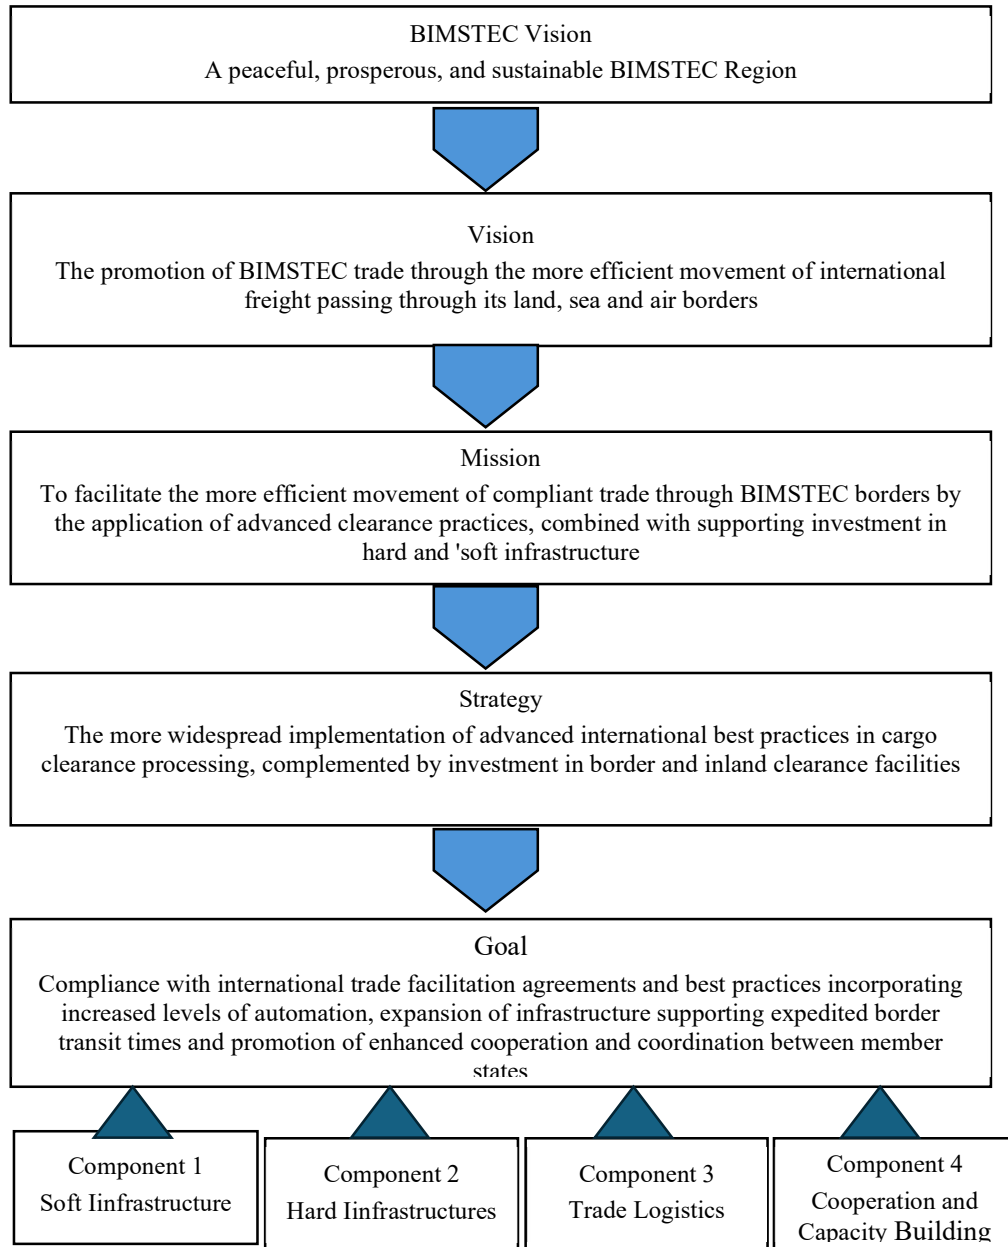 BIMSTEC Vision
A peaceful, prosperous, and sustainable BIMSTEC Region
Vision
The promotion of BIMSTEC trade through the more efficient movement of international
freight passing through its land, sea and air borders
Mission
To facilitate the more efficient movement of compliant trade through BIMSTEC borders by
the application of advanced clearance practices, combined with supporting investment in
hard and 'soft infrastructure
Strategy
The more widespread implementation of advanced international best practices in cargo
clearance processing, complemented by investment in border and inland clearance facilities
Goal
Compliance with international trade facilitation agreements and best practices incorporating
increased levels of automation, expansion of infrastructure supporting expedited border
transit times and promotion of enhanced cooperation and coordination between member
states
Component 1
Soft Iinfrastructure
Component 2
Hard Iinfrastructures
Component 3
Trade Logistics
Component 4
Cooperation and
Capacity Building